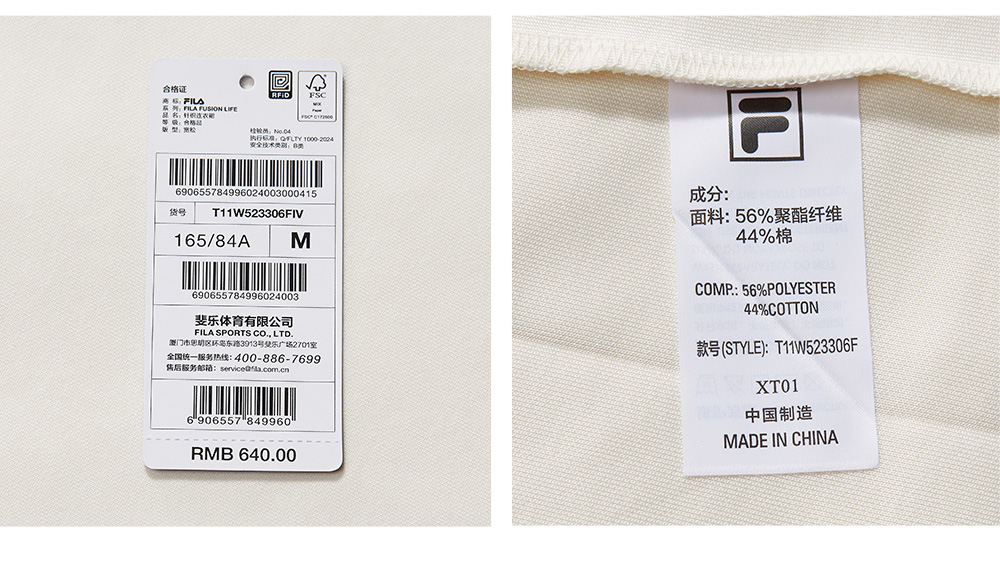 合格证
商 标: FILA
系 列: FILA FUSION LIFE
品 名: 针织连衣裙
等 级: 合格品
版 型: 宽松
RFID
FSC
MIX
Paper
FSC® C172908
检验员: No.04
执行标准: Q/FLTY 1000-2024
安全技术类别: B类
690655784996024003000415
货号 T11W523306FIV
165/84A M
690655784996024003
斐乐体育有限公司
FILA SPORTS CO., LTD.
厦门市思明区环岛东路3913号斐乐广场2701室
全国统一服务热线: 400-886-7699
售后服务邮箱: service@fila.com.cn
6 906557 849960
RMB 640.00
F
成分:
面料: 56%聚酯纤维
44%棉
COMP.: 56%POLYESTER
44%COTTON
款号(STYLE): T11W523306F
XT01
中国制造
MADE IN CHINA